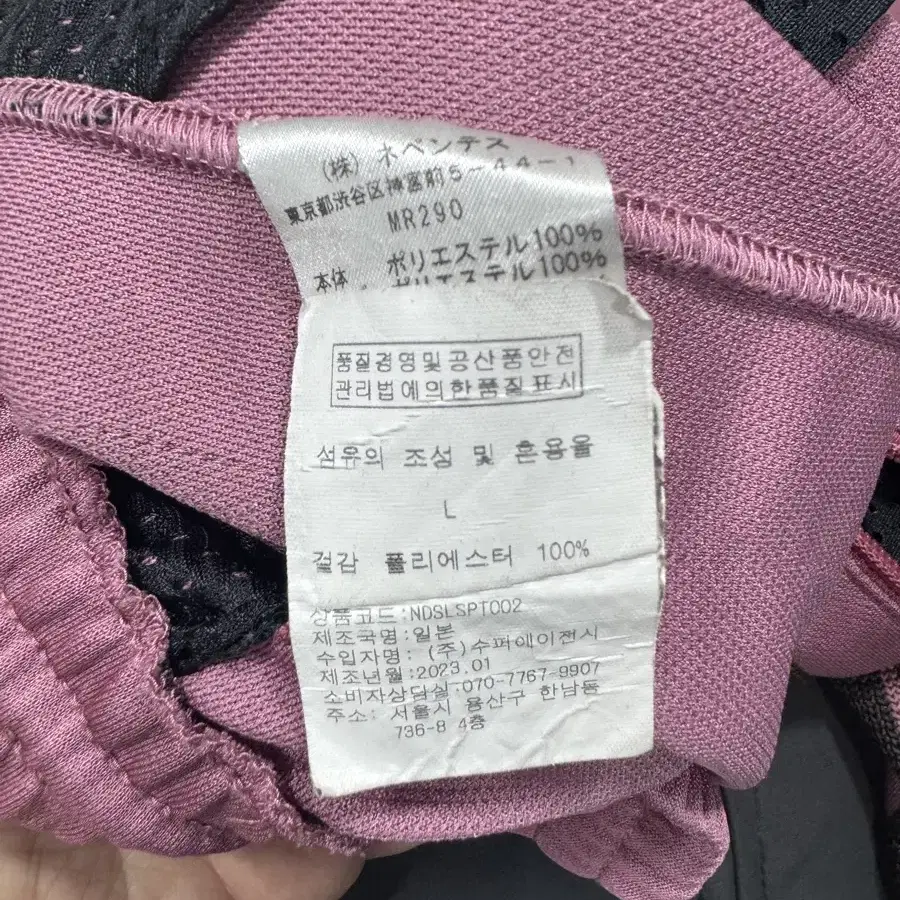 (株) ネペンテス
東京都渋谷区神宮前5-44-1
MR290
本体 ポリエステル100%
ポリエステル100%
품질경영및공산품안전
관리법에의한품질표시
섬유의 조성 및 혼용율
L
겉감 폴리에스터 100%
상품코드:NDSLSPT002
제조국명:일본
수입자명: (주)수퍼에이전시
제조년월:2023.01
소비자상담실:070-7767-9907
주소: 서울시 용산구 한남동
736-8 4층